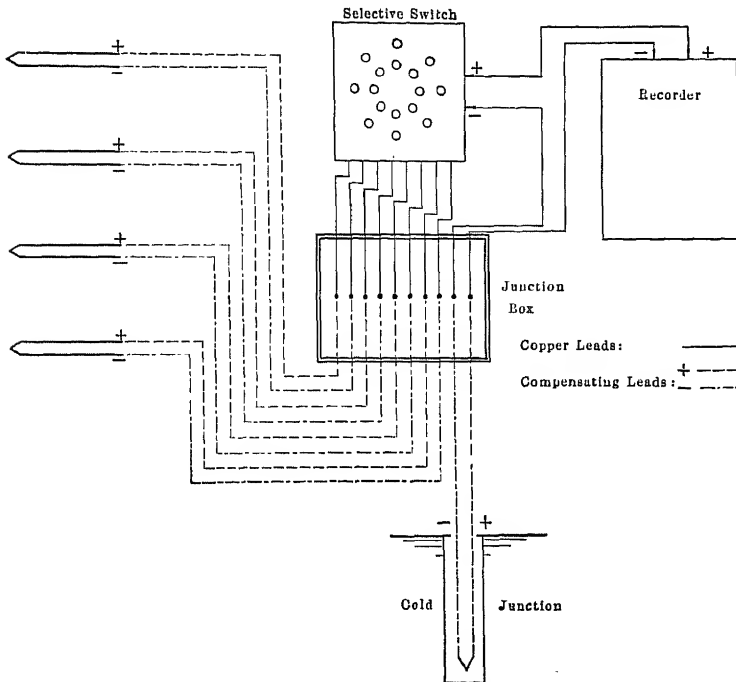 Selective Switch
+
−
+
−
− +
Recorder
+
−
+
−
+
−
Junction
Box
Copper Leads:
Compensating Leads: +
−
− +
Cold Junction